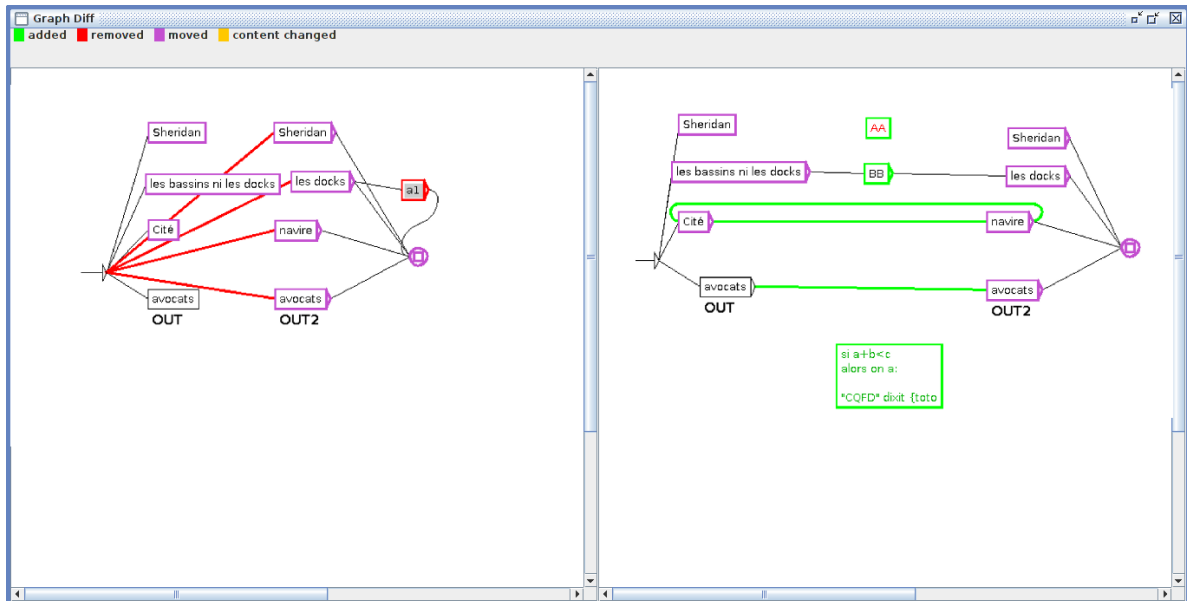 Graph Diff
added removed moved content changed
Sheridan
Sheridan
les bassins ni les docks
les docks
a1
Cité
navire
avocats
avocats
OUT
OUT2
Sheridan
AA
Sheridan
les bassins ni les docks
BB
les docks
Cité
navire
avocats
avocats
OUT
OUT2
si a+b<c
alors on a:
"CQFD" dixit {toto